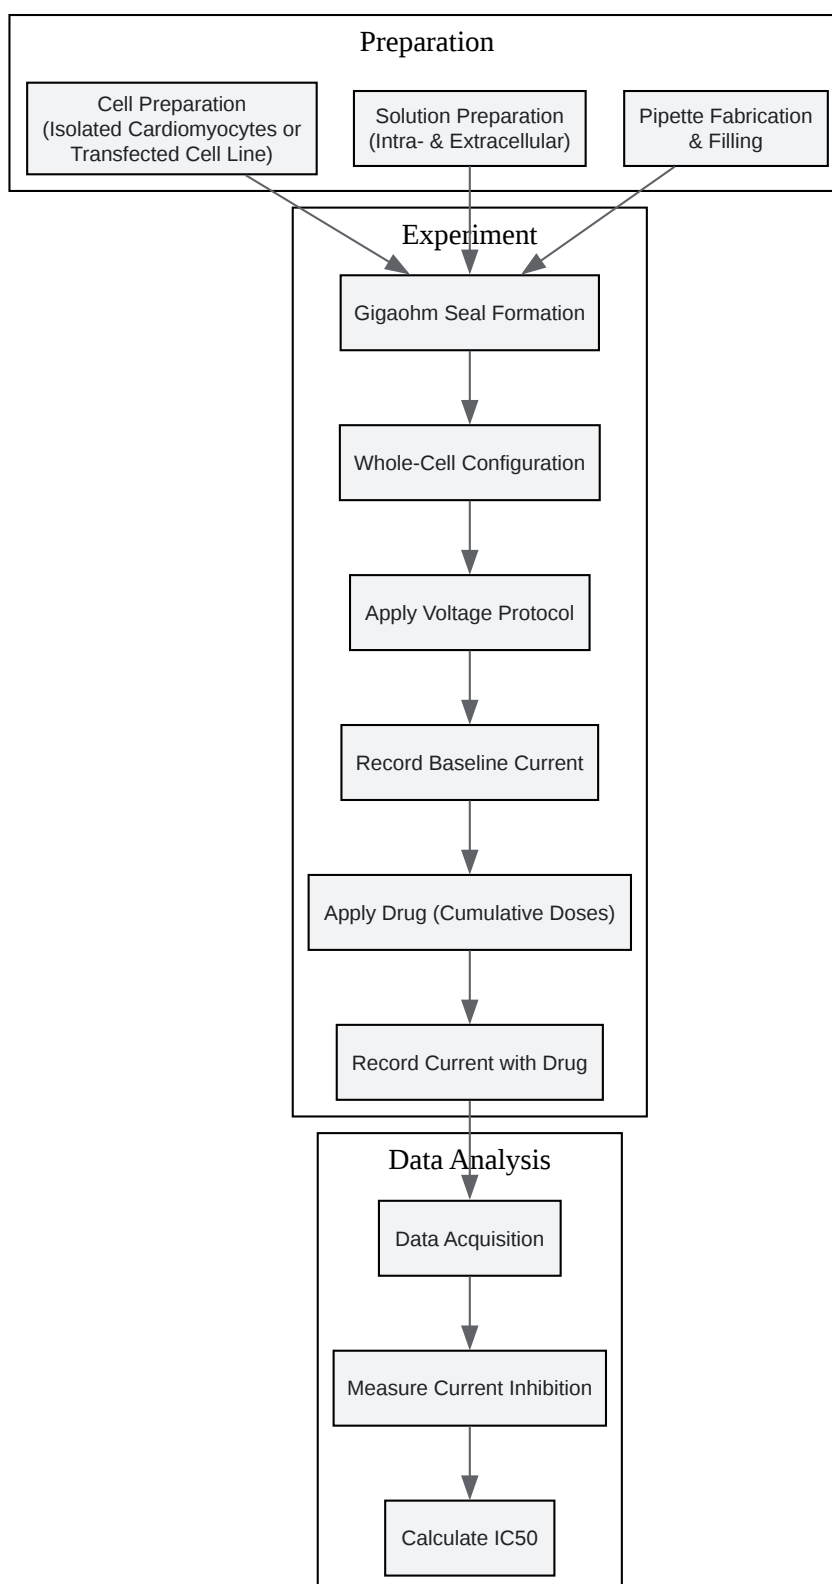 Preparation
Cell Preparation
(Isolated Cardiomyocytes or
Transfected Cell Line)
Solution Preparation
(Intra- & Extracellular)
Pipette Fabrication
& Filling
Experiment
Gigaohm Seal Formation
Whole-Cell Configuration
Apply Voltage Protocol
Record Baseline Current
Apply Drug (Cumulative Doses)
Record Current with Drug
Data Analysis
Data Acquisition
Measure Current Inhibition
Calculate IC50